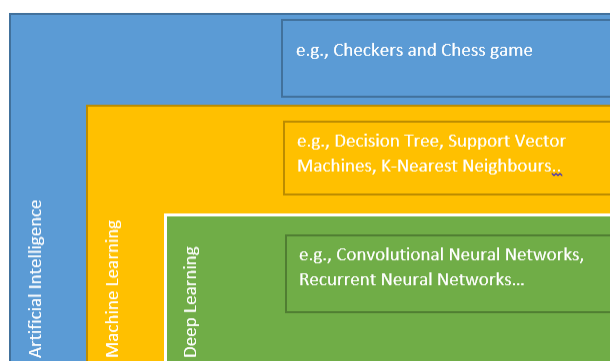 e.g., Checkers and Chess game
e.g., Decision Tree, Support Vector
Machines, K-Nearest Neighbours..
e.g., Convolutional Neural Networks,
Recurrent Neural Networks…
Artificial Intelligence
Machine Learning
Deep Learning